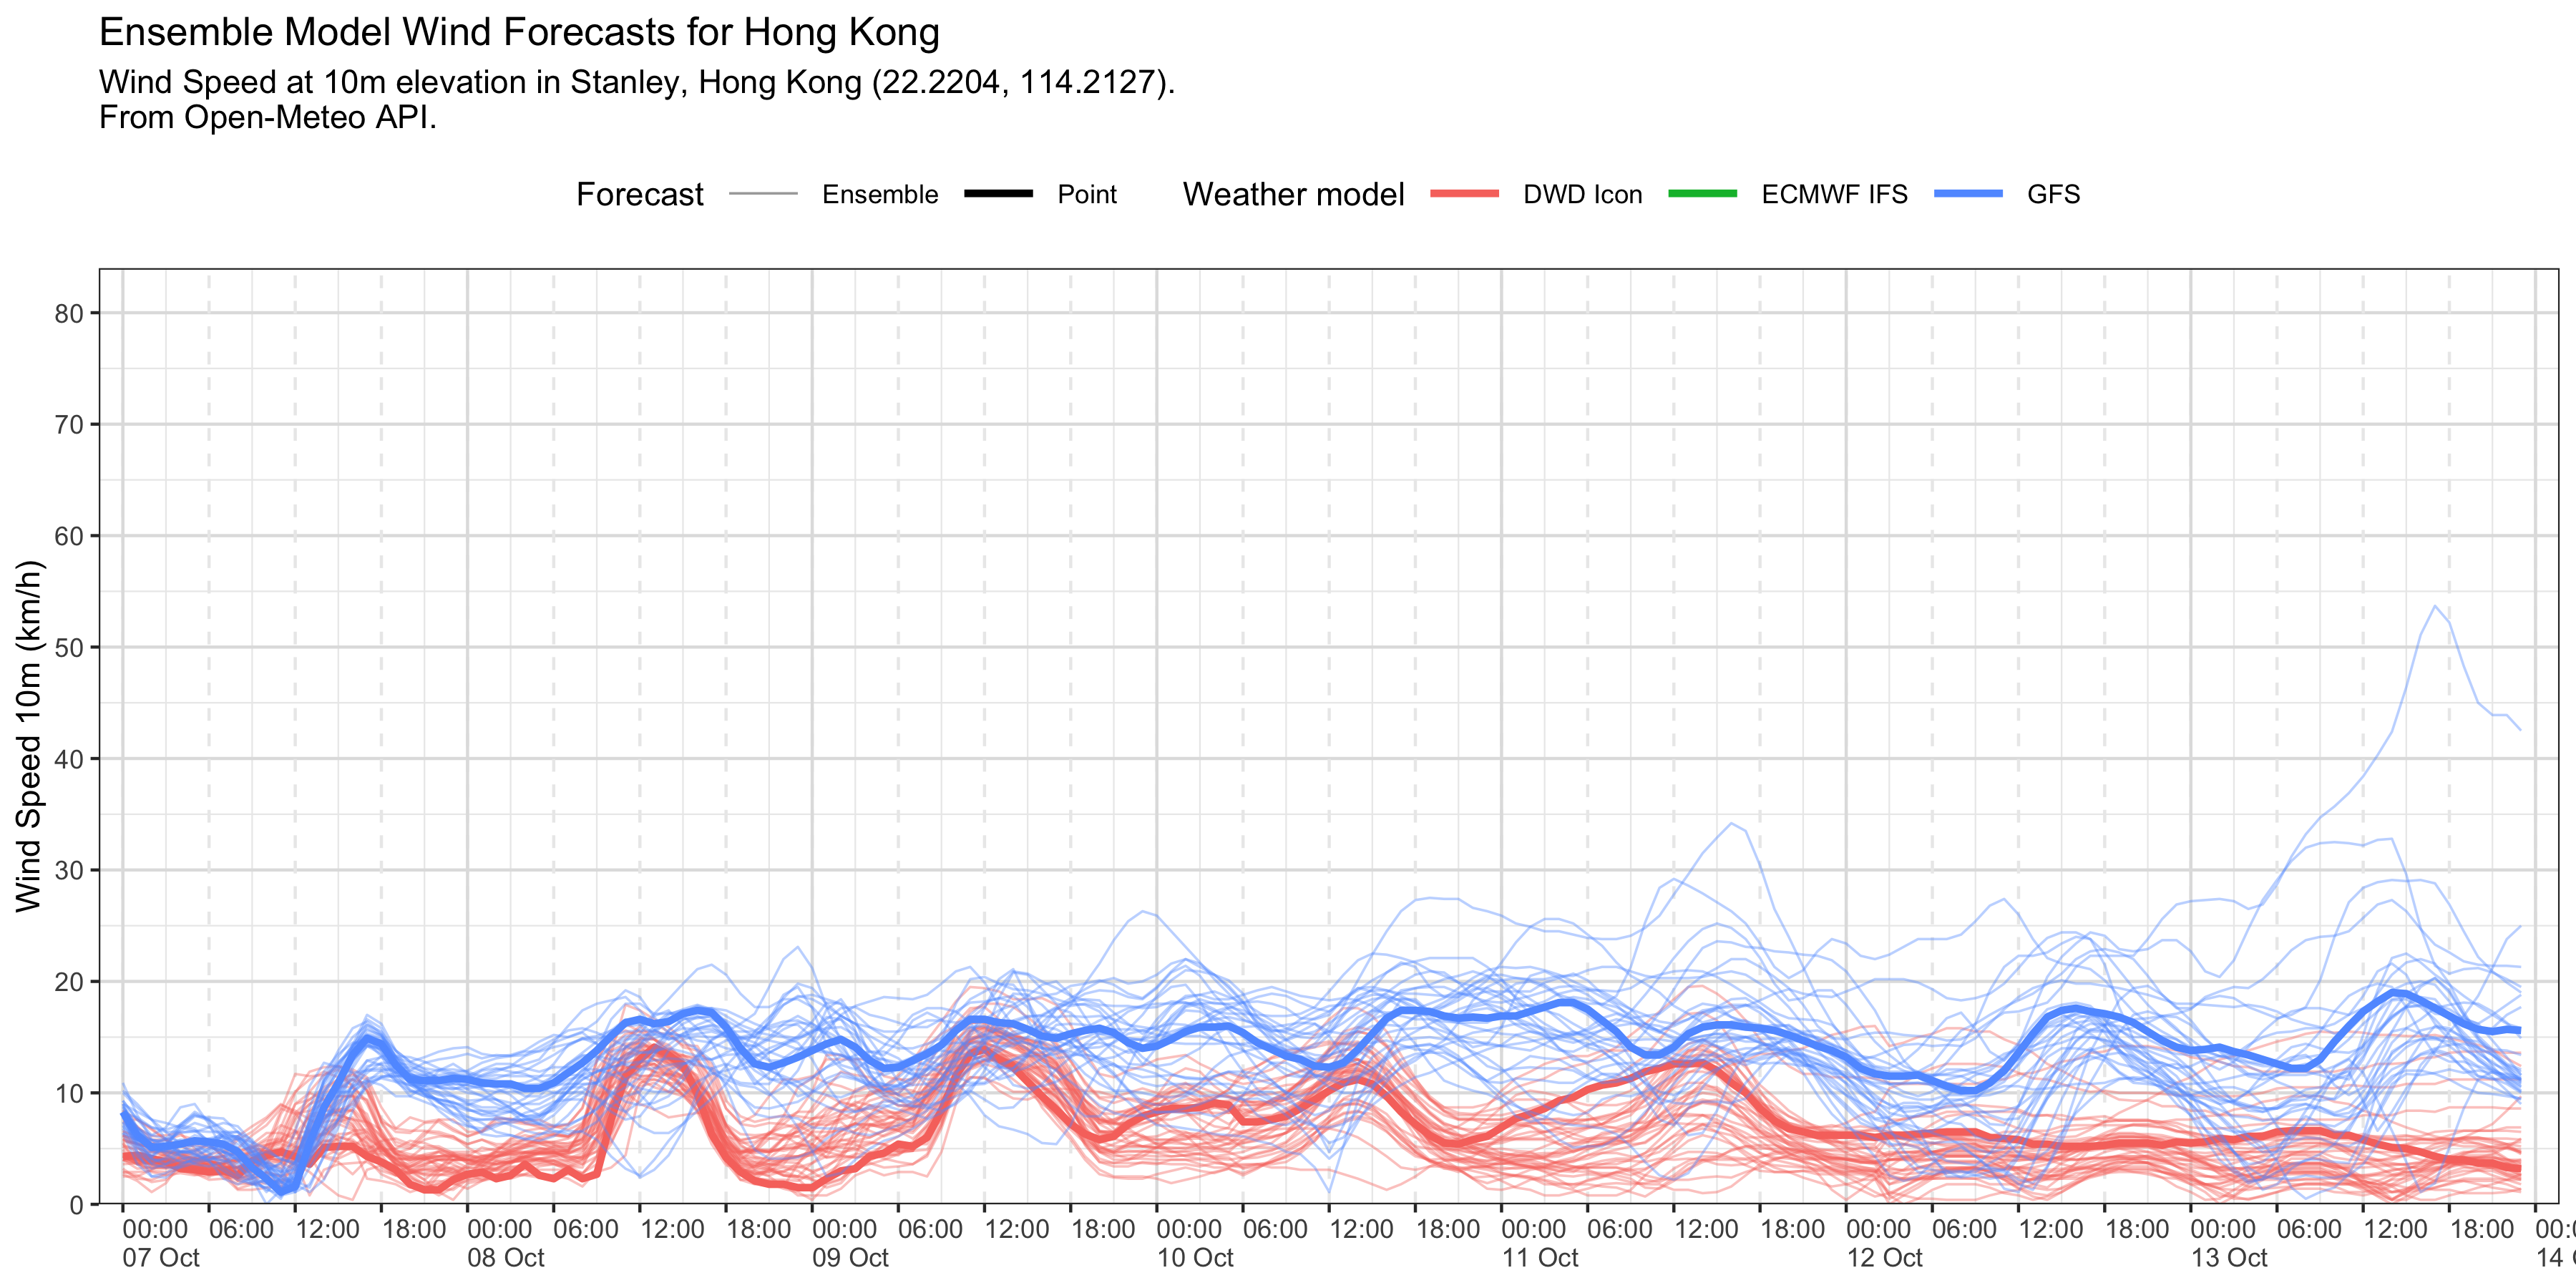 Ensemble Model Wind Forecasts for Hong Kong
Wind Speed at 10m elevation in Stanley, Hong Kong (22.2204, 114.2127).
From Open-Meteo API.
Forecast Ensemble Point Weather model DWD Icon ECMWF IFS GFS
Wind Speed 10m (km/h)
80
70
60
50
40
30
20
10
0
00:00 06:00 12:00 18:00 00:00 06:00 12:00 18:00 00:00 06:00 12:00 18:00 00:00 06:00 12:00 18:00 00:00 06:00 12:00 18:00 00:00 06:00 12:00 18:00 00:00 06:00 12:00 18:00
07 Oct 08 Oct 09 Oct 10 Oct 11 Oct 12 Oct 13 Oct 14